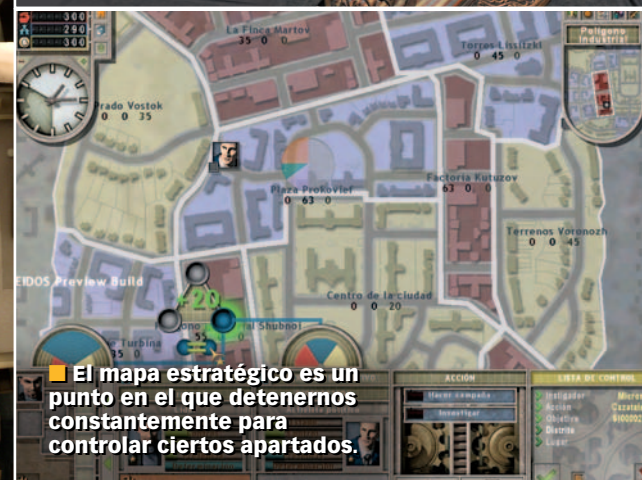 300
290
300
La Finca Martov
35 0 0
Torres Lissitzki
0 45 0
Polígono
Industrial
Prado Vostok
0 0 35
Plaza Prokovief
0 63 0
Factoría Kutuzov
63 0 0
Terrenos Voronozh
0 0 45
EIDOS Preview Build
Centro de la ciudad
0 0 20
+20
Shubnoi
Turbina
35 0
El mapa estratégico es un
punto en el que detenernos
constantemente para
controlar ciertos apartados.
ACCIÓN
Hacer campaña
Investigar
LISTA DE CONTROL
Instigador
Acción
Objetivo
Distrito
Lugar